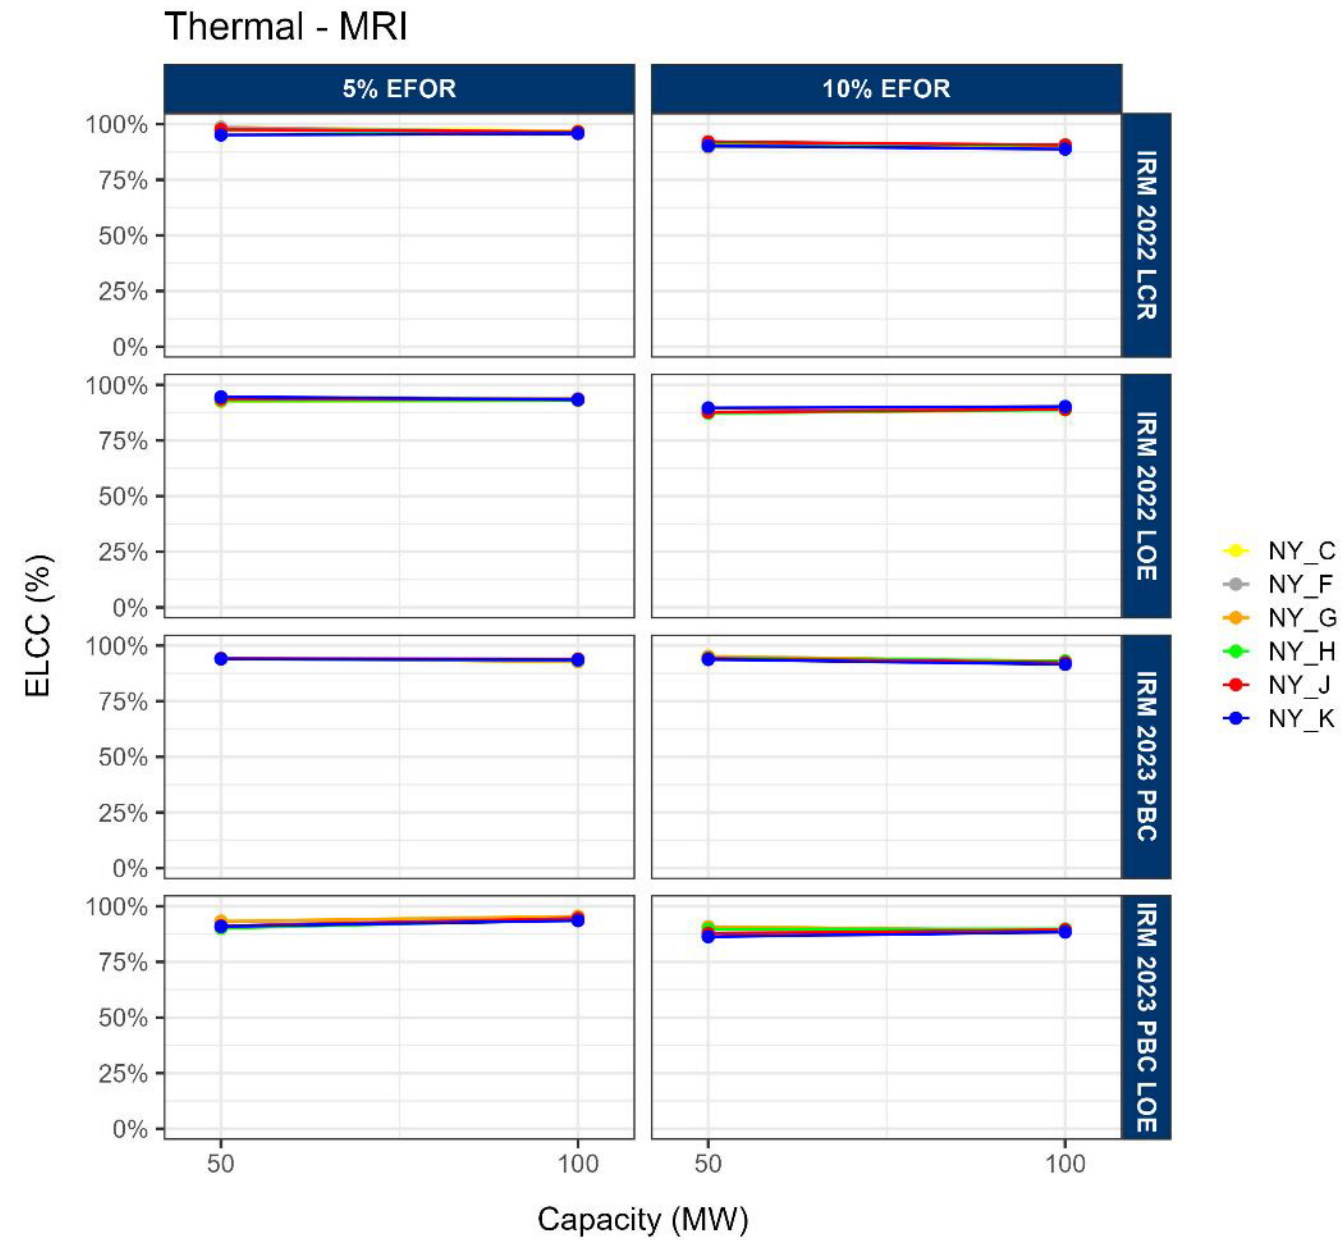 Thermal - MRI
5% EFOR
10% EFOR
100%
75%
50%
25%
0%
IRM 2022 LCR
100%
75%
50%
25%
0%
IRM 2022 LOE
100%
75%
50%
25%
0%
IRM 2023 PBC
100%
75%
50%
25%
0%
IRM 2023 PBC LOE
50
100
50
100
Capacity (MW)
ELCC (%)
NY_C
NY_F
NY_G
NY_H
NY_J
NY_K